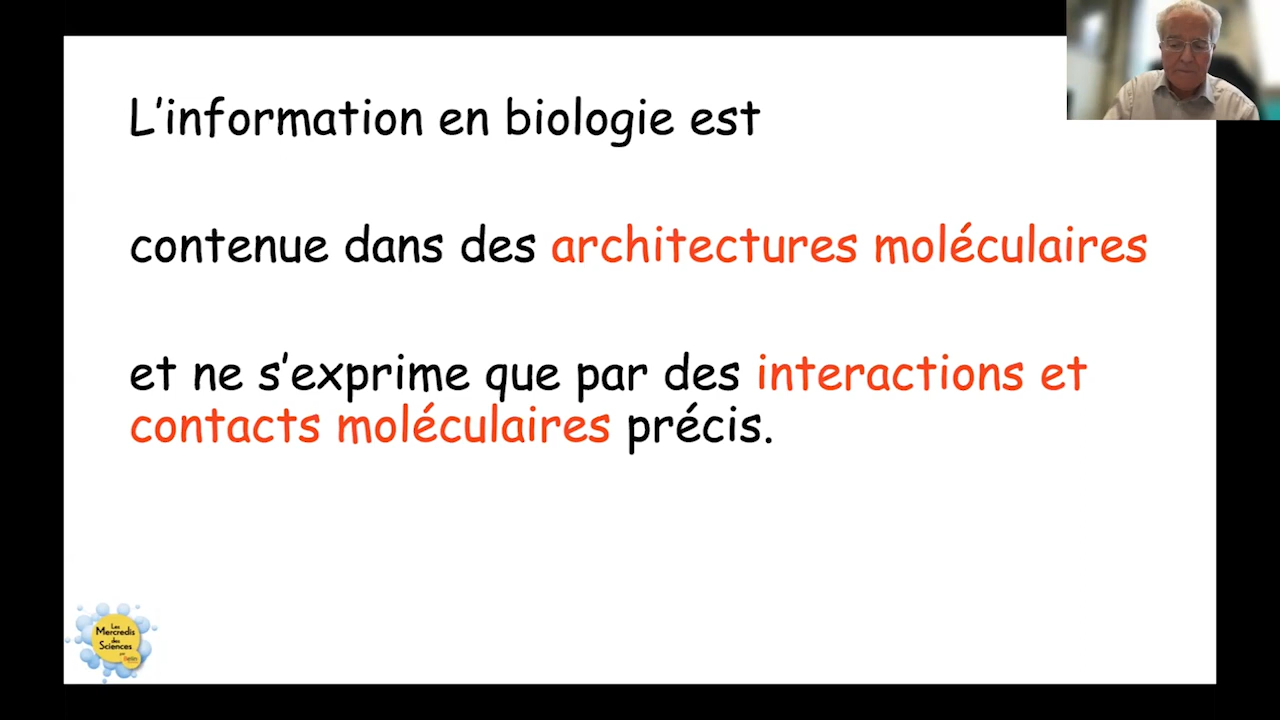 L'information en biologie est
contenue dans des architectures moléculaires
et ne s'exprime que par des interactions et
contacts moléculaires précis.
Les
Mercredis
des
Sciences
par